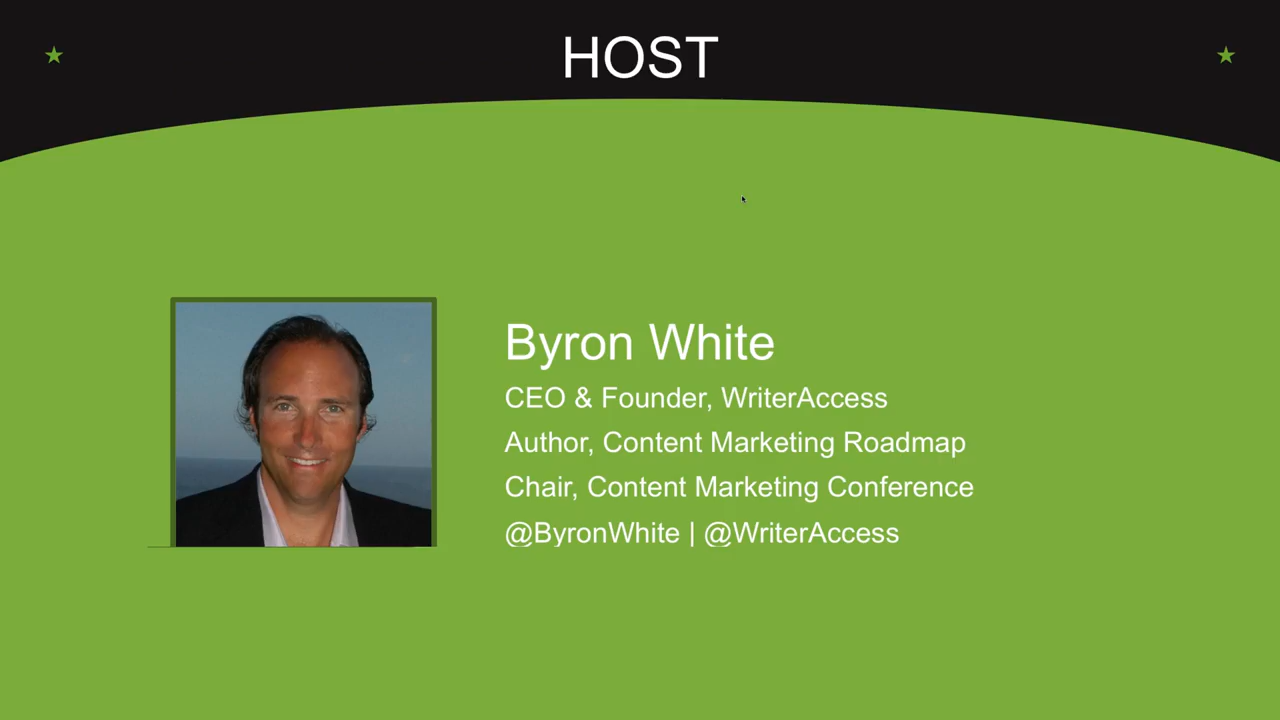 HOST
Byron White
CEO & Founder, WriterAccess
Author, Content Marketing Roadmap
Chair, Content Marketing Conference
@ByronWhite | @WriterAccess